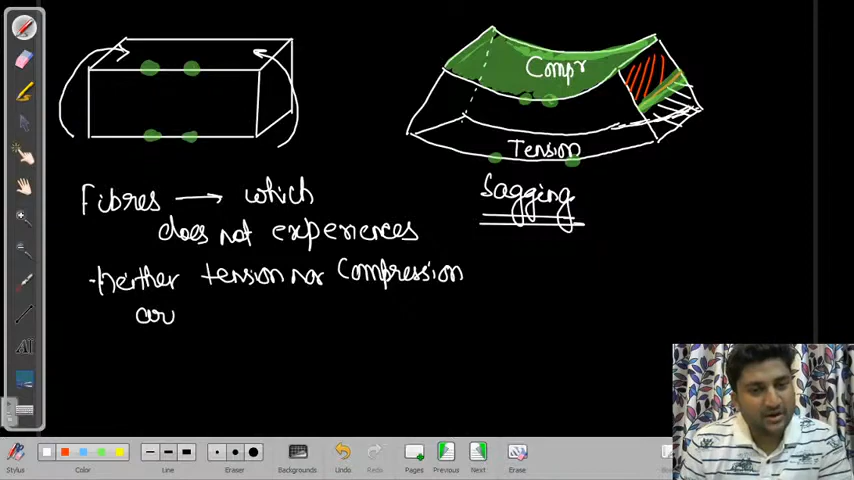 Compr
Tension
Sagging
Fibres → which
does not experiences
Neither tension nor Compression
are
AI
Stylus
Color
Line
Eraser
Backgrounds
Undo
Redo
Pages
Previous
Next
Erase